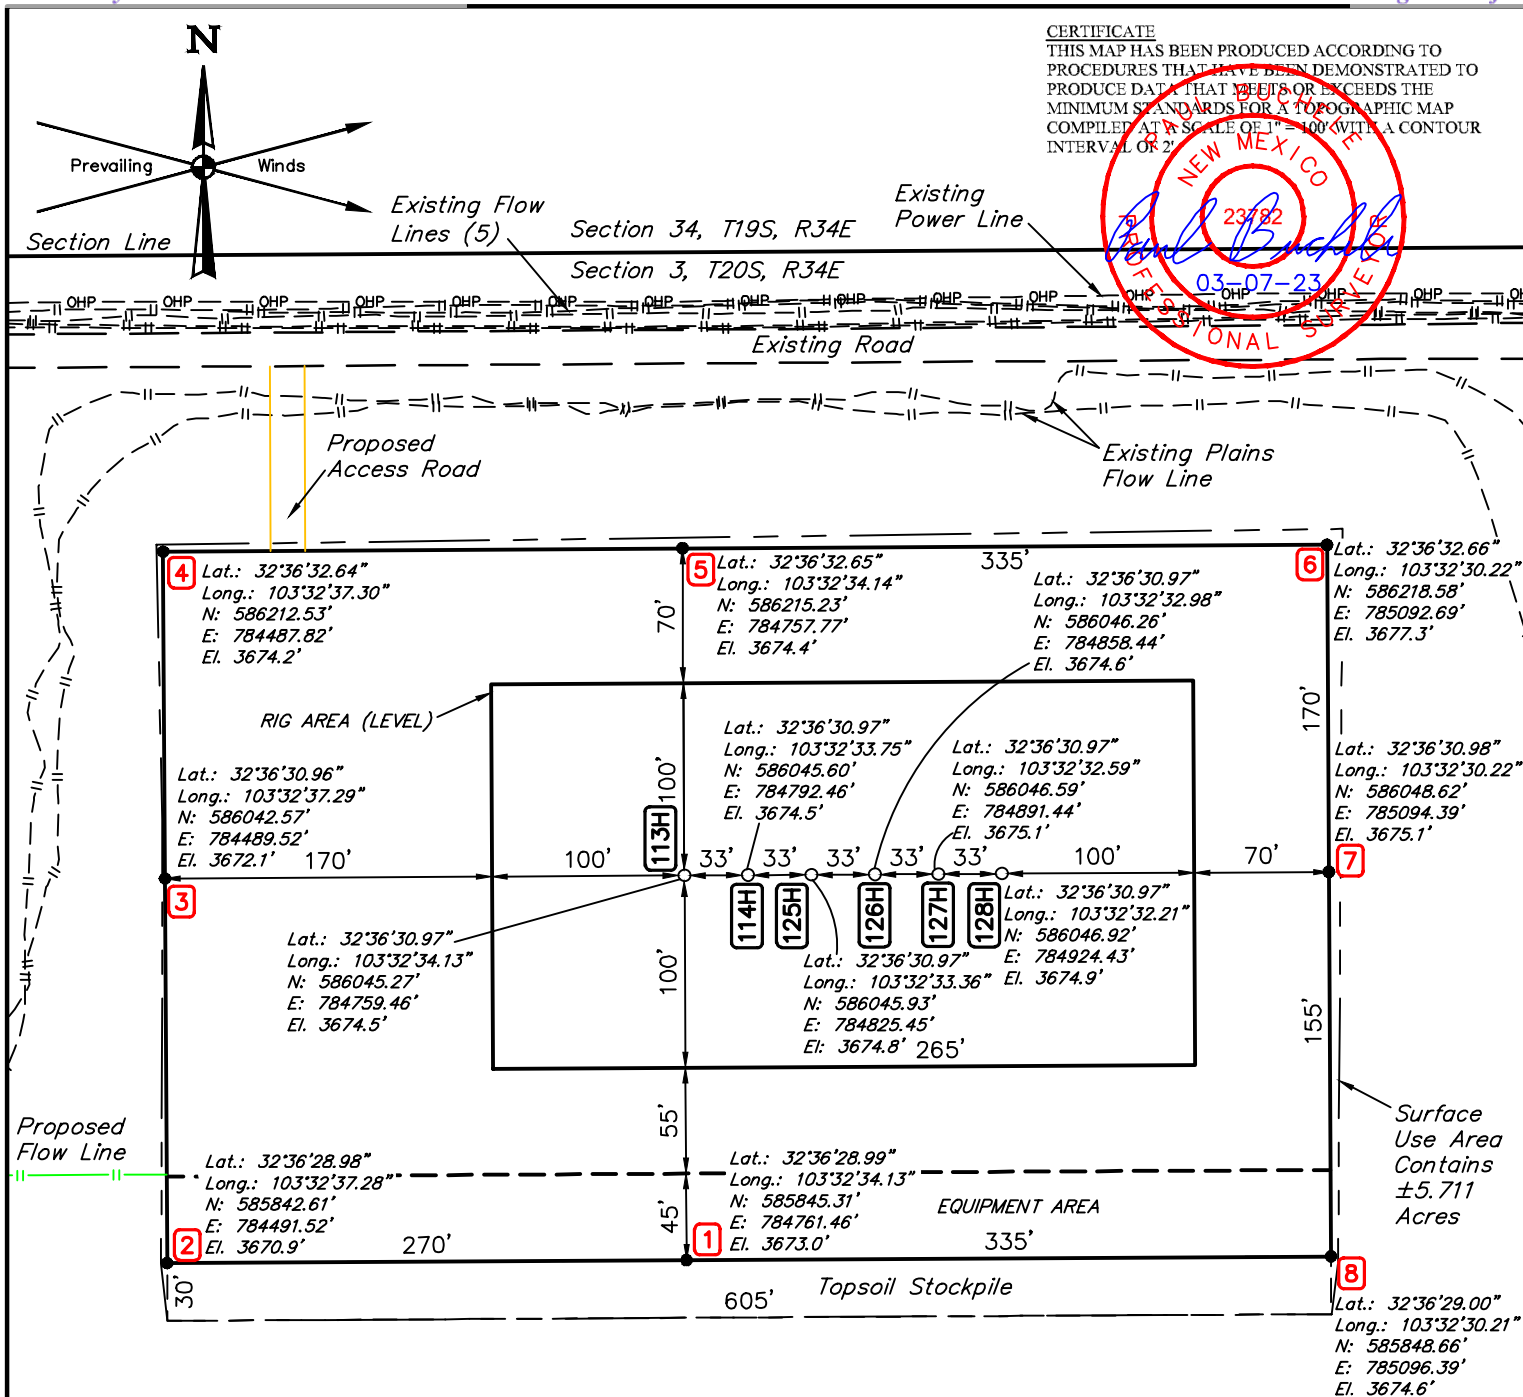 N
Prevailing Winds
CERTIFICATE
THIS MAP HAS BEEN PRODUCED ACCORDING TO
PROCEDURES THAT HAVE BEEN DEMONSTRATED TO
PRODUCE DATA THAT MEETS OR EXCEEDS THE
MINIMUM STANDARDS FOR A TOPOGRAPHIC MAP
COMPILED AT A SCALE OF 1" = 100' WITH A CONTOUR
INTERVAL OF 2'.
PAUL BUCHELE
NEW MEXICO
23782
03-07-23
PROFESSIONAL SURVEYOR
Existing Flow
Lines (5)
Section 34, T19S, R34E
Existing
Power Line
Section Line
Section 3, T20S, R34E
OHP OHP OHP OHP OHP OHP OHP OHP OHP OHP OHP OHP OHP OHP OHP
Existing Road
Proposed
Access Road
Existing Plains
Flow Line
4
Lat.: 32°36'32.64"
Long.: 103°32'37.30"
N: 586212.53'
E: 784487.82'
El. 3674.2'
5
Lat.: 32°36'32.65"
Long.: 103°32'34.14"
N: 586215.23'
E: 784757.77'
El. 3674.4'
335'
Lat.: 32°36'30.97"
Long.: 103°32'32.98"
N: 586046.26'
E: 784858.44'
El. 3674.6'
6
Lat.: 32°36'32.66"
Long.: 103°32'30.22"
N: 586218.58'
E: 785092.69'
El. 3677.3'
70'
170'
RIG AREA (LEVEL)
Lat.: 32°36'30.97"
Long.: 103°32'33.75"
N: 586045.60'
E: 784792.46'
El. 3674.5'
Lat.: 32°36'30.97"
Long.: 103°32'32.59"
N: 586046.59'
E: 784891.44'
El. 3675.1'
Lat.: 32°36'30.98"
Long.: 103°32'30.22"
N: 586048.62'
E: 785094.39'
El. 3675.1'
7
Lat.: 32°36'30.96"
Long.: 103°32'37.29"
N: 586042.57'
E: 784489.52'
El. 3672.1'
3
100'
170' 100' 33' 33' 33' 33' 33' 100' 70'
113H
114H
125H
126H
127H
128H
Lat.: 32°36'30.97"
Long.: 103°32'34.13"
N: 586045.27'
E: 784759.46'
El. 3674.5'
100'
Lat.: 32°36'30.97"
Long.: 103°32'33.36"
N: 586045.93'
E: 784825.45'
El: 3674.8'
Lat.: 32°36'30.97"
Long.: 103°32'32.21"
N: 586046.92'
E: 784924.43'
El. 3674.9'
265'
155'
55'
Proposed
Flow Line
Surface
Use Area
Contains
±5.711
Acres
Lat.: 32°36'28.98"
Long.: 103°32'37.28"
N: 585842.61'
E: 784491.52'
El. 3670.9'
2
270'
45'
Lat.: 32°36'28.99"
Long.: 103°32'34.13"
N: 585845.31'
E: 784761.46'
El. 3673.0'
1
EQUIPMENT AREA
335'
30'
605'
Topsoil Stockpile
8
Lat.: 32°36'29.00"
Long.: 103°32'30.21"
N: 585848.66'
E: 785096.39'
El. 3674.6'